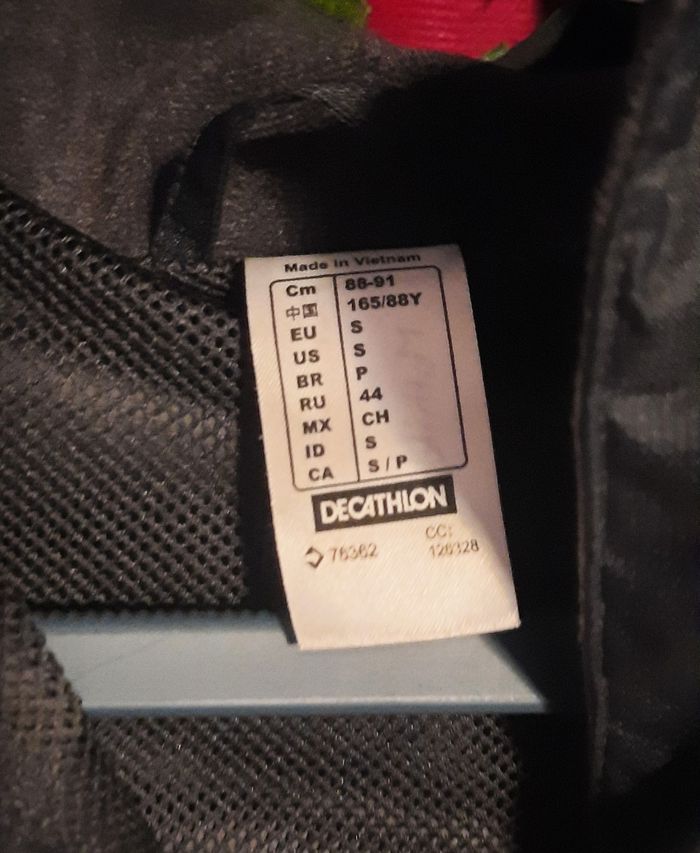 Made in Vietnam
Cm 88-91
中国 165/88Y
EU S
US S
BR P
RU 44
MX CH
ID S
CA S / P
DECATHLON
76362 CC:
126328